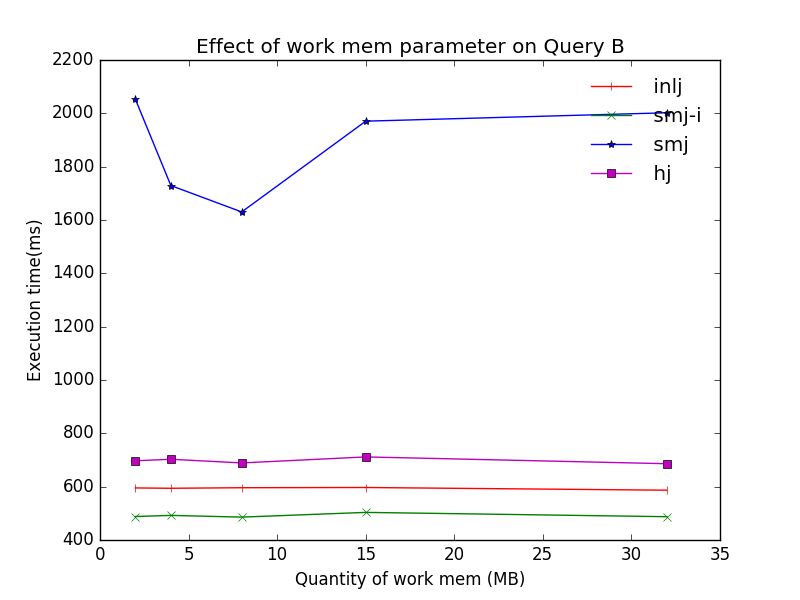 Effect of work mem parameter on Query B
2200
2000
1800
1600
1400
1200
1000
800
600
400
Execution time(ms)
inlj
smj-i
smj
hj
0 5 10 15 20 25 30 35
Quantity of work mem (MB)